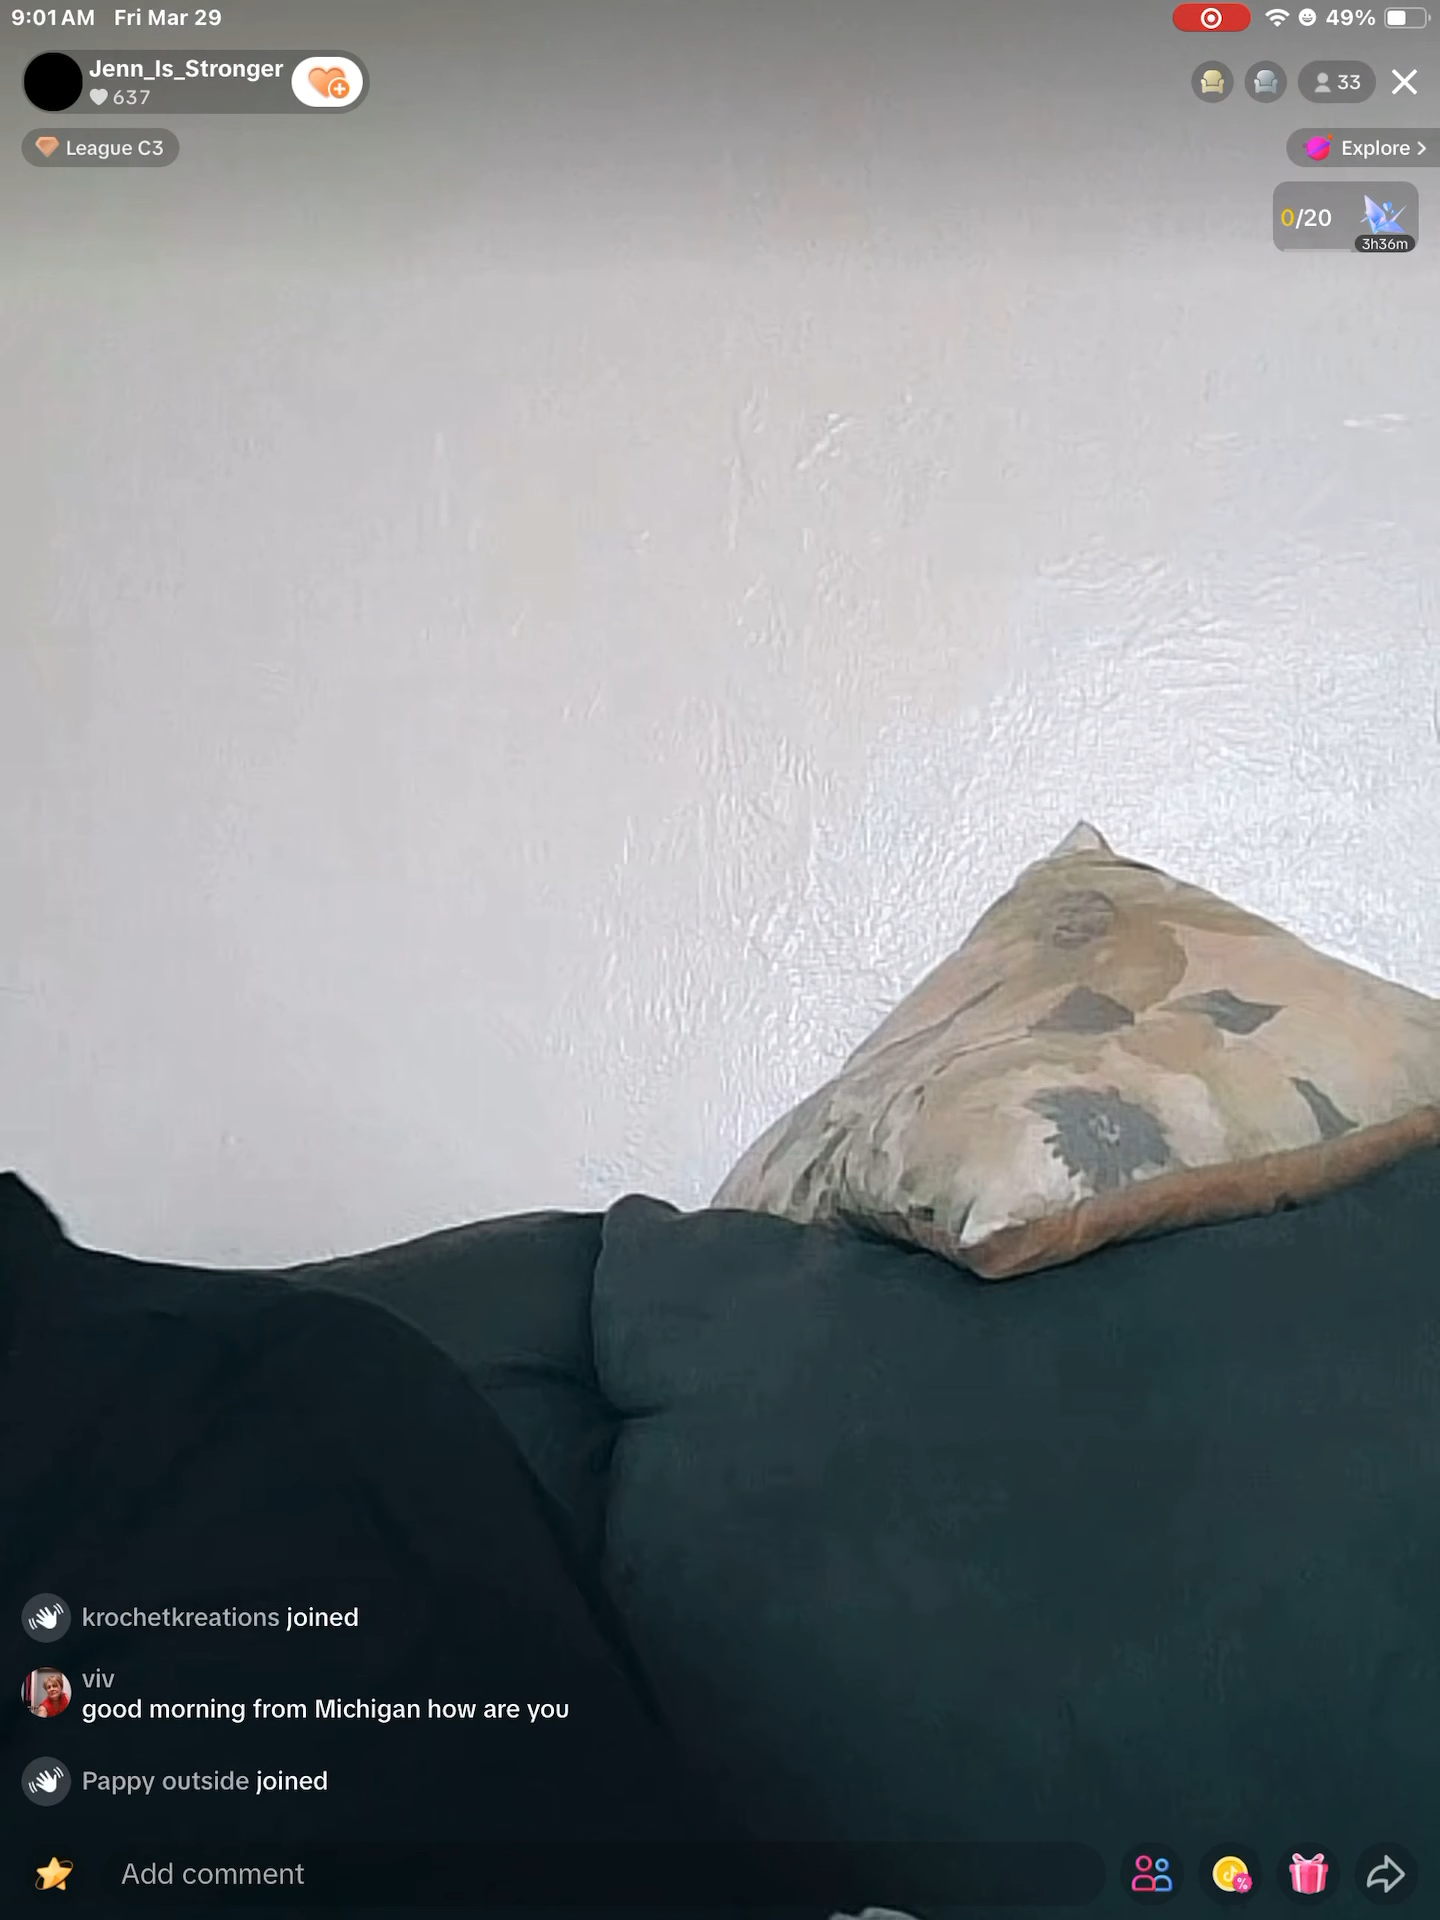 9:01 AM Fri Mar 29
49%
Jenn_Is_Stronger
637
33
League C3
Explore >
0/20
3h36m
krochetkreations joined
viv
good morning from Michigan how are you
Pappy outside joined
Add comment